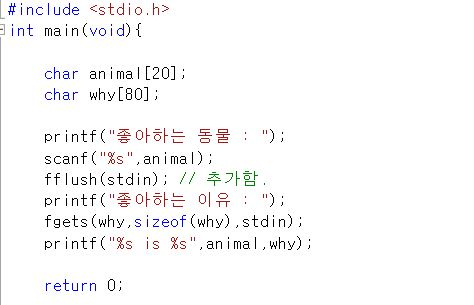 #include <stdio.h>
int main(void){
char animal[20];
char why[80];
printf("좋아하는 동물 : ");
scanf("%s",animal);
fflush(stdin); // 추가함.
printf("좋아하는 이유 : ");
fgets(why,sizeof(why),stdin);
printf("%s is %s",animal,why);
return 0;